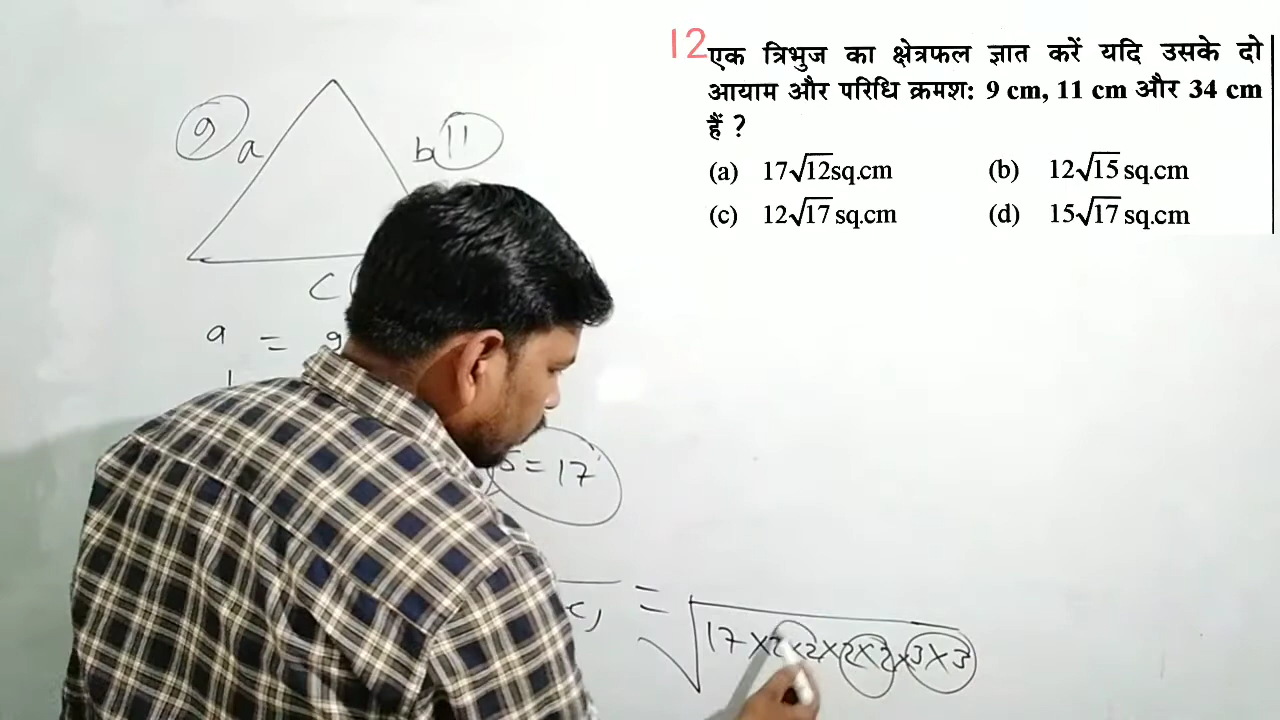 12 एक त्रिभुज का क्षेत्रफल ज्ञात करें यदि उसके दो
आयाम और परिधि क्रमश: 9 cm, 11 cm और 34 cm
हैं ?
(a) 17√12sq.cm (b) 12√15 sq.cm
(c) 12√17 sq.cm (d) 15√17 sq.cm
9 a b 11
c
a = 9
s = 17
= √17×2×2×2×2×3×3